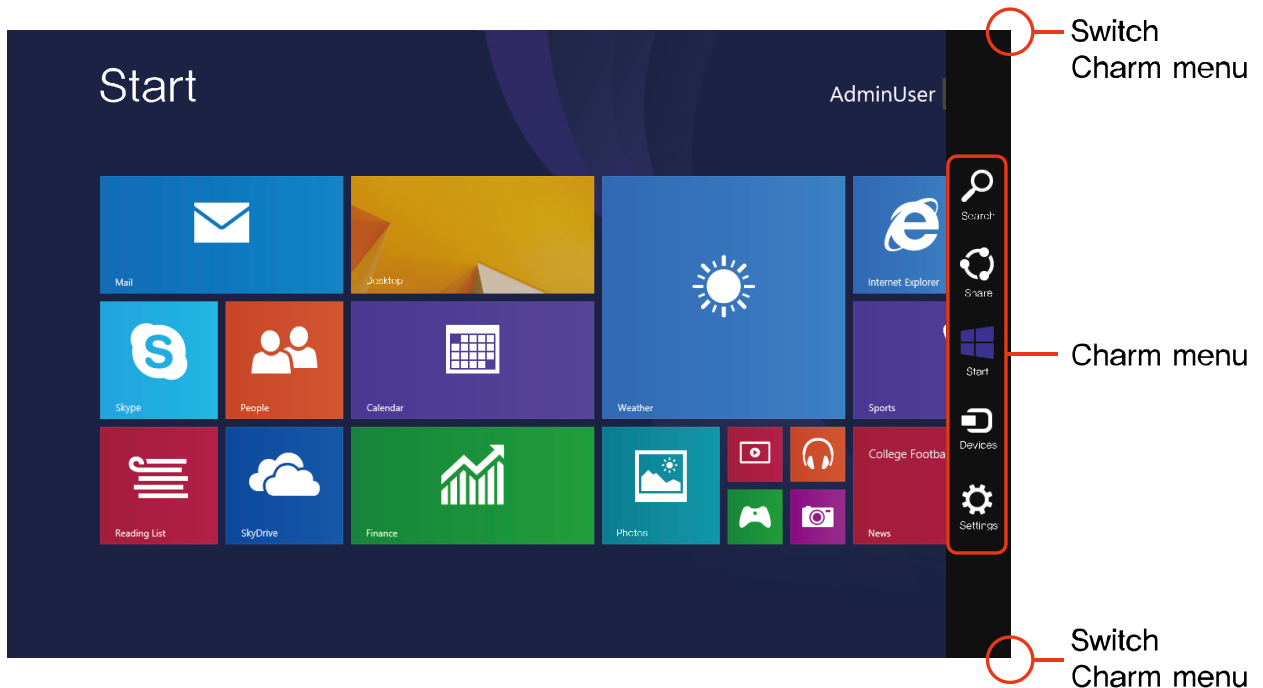 Switch
Charm menu
Start
AdminUser
Search
Share
Start
Devices
Settings
Charm menu
Mail
Desktop
Internet Explorer
Skype
People
Calendar
Weather
Sports
College Footba
Reading List
SkyDrive
Finance
Photos
News
Switch
Charm menu